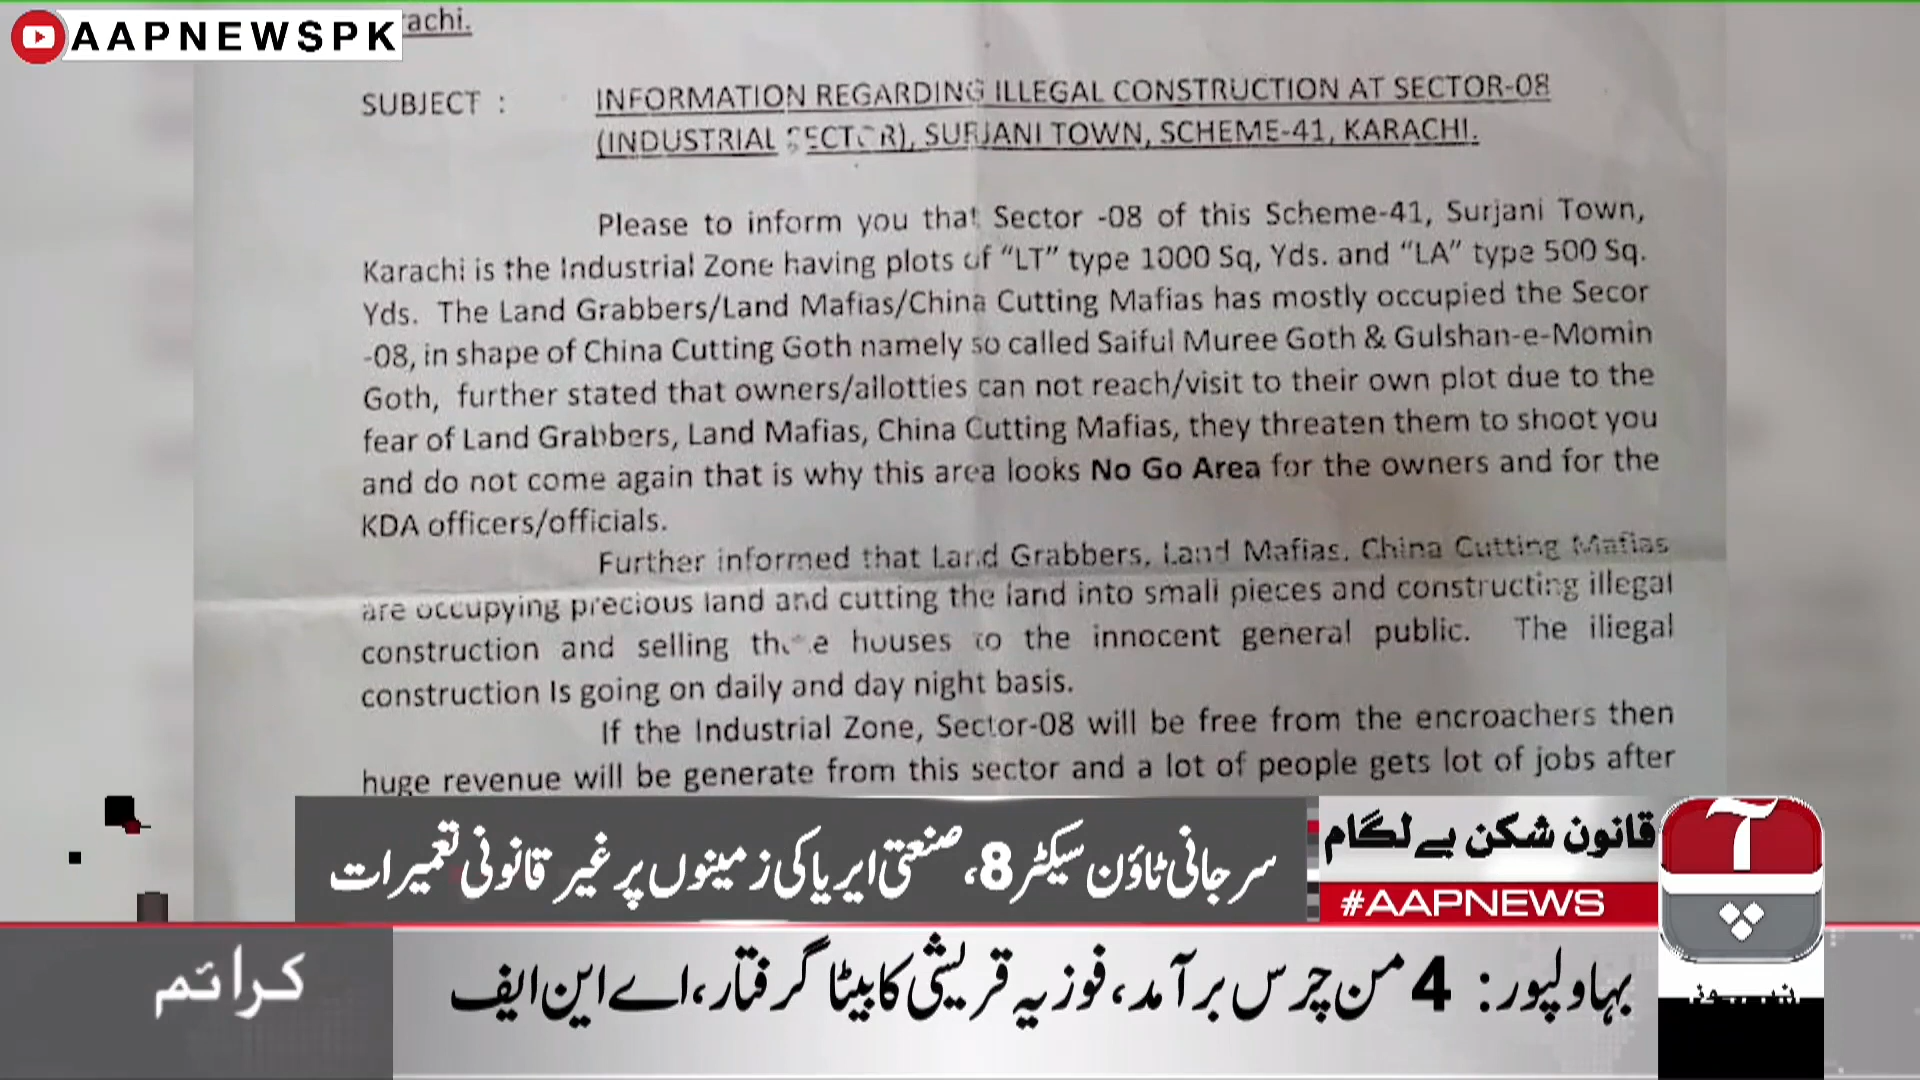 AAPNEWSPK
achi.
SUBJECT : INFORMATION REGARDING ILLEGAL CONSTRUCTION AT SECTOR-08
(INDUSTRIAL SECTOR), SURJANI TOWN, SCHEME-41, KARACHI.
Please to inform you that Sector -08 of this Scheme-41, Surjani Town,
Karachi is the Industrial Zone having plots of “LT” type 1000 Sq, Yds. and “LA” type 500 Sq.
Yds. The Land Grabbers/Land Mafias/China Cutting Mafias has mostly occupied the Secor
-08, in shape of China Cutting Goth namely so called Saiful Muree Goth & Gulshan-e-Momin
Goth, further stated that owners/allotties can not reach/visit to their own plot due to the
fear of Land Grabbers, Land Mafias, China Cutting Mafias, they threaten them to shoot you
and do not come again that is why this area looks No Go Area for the owners and for the
KDA officers/officials.
Further informed that Land Grabbers, Land Mafias, China Cutting Mafias
are occupying precious land and cutting the land into small pieces and constructing illegal
construction and selling these houses to the innocent general public. The illegal
construction Is going on daily and day night basis.
If the Industrial Zone, Sector-08 will be free from the encroachers then
huge revenue will be generate from this sector and a lot of people gets lot of jobs after
قانون شکن بے لگام
سرجانی ٹاؤن سیکٹر 8، صنعتی ایریا کی زمینوں پر غیر قانونی تعمیرات
#AAPNEWS
آپ
بہاولپور: 4 من چرس برآمد، فوزیہ قریشی کا بیٹا گرفتار، اے این ایف
کرائم